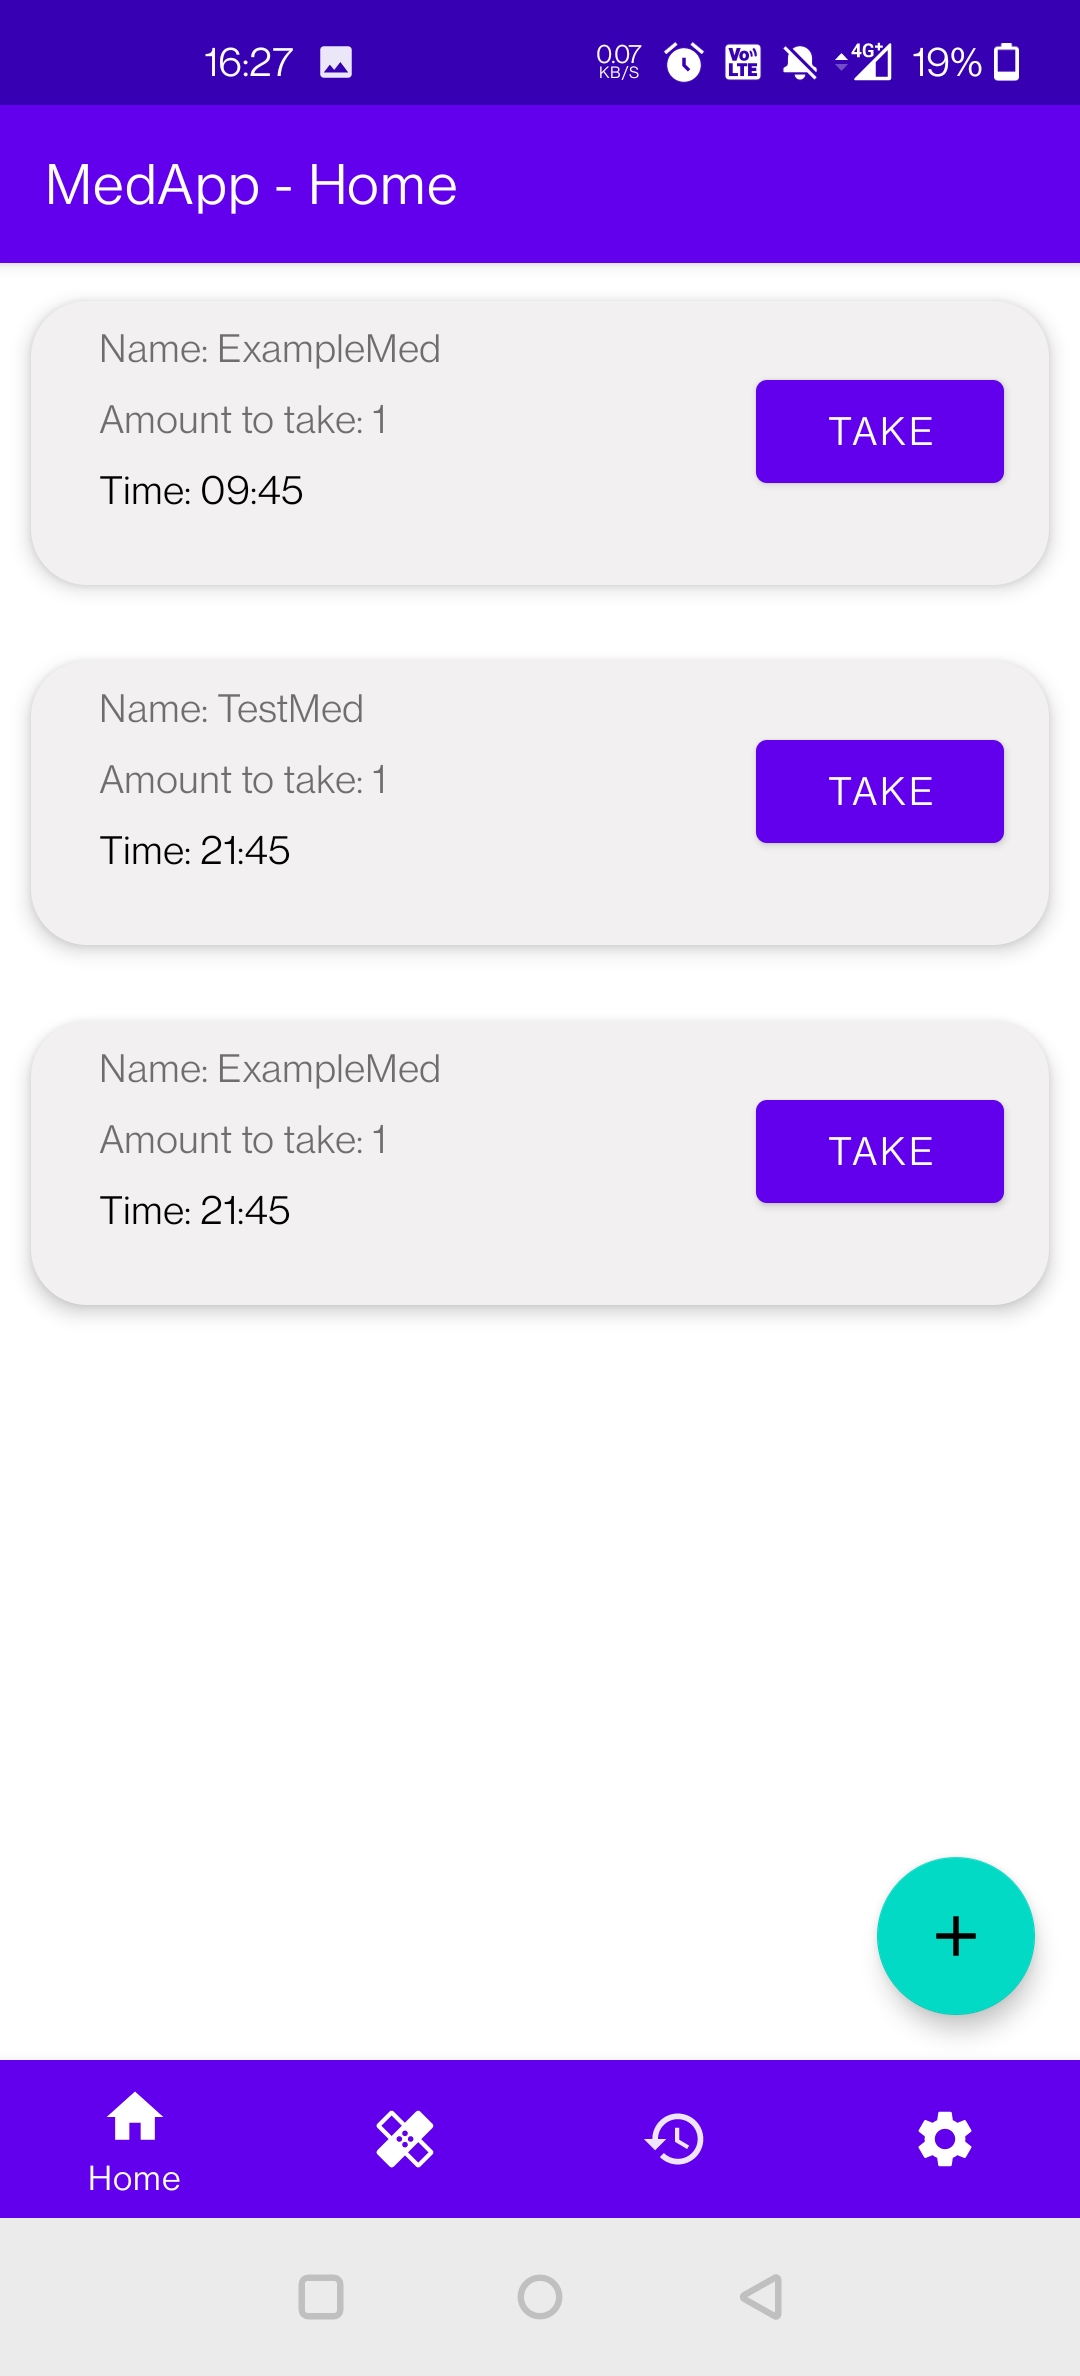 16:27
0.07
KB/S
Vo LTE
4G+
19%
MedApp - Home
Name: ExampleMed
Amount to take: 1
TAKE
Time: 09:45
Name: TestMed
Amount to take: 1
TAKE
Time: 21:45
Name: ExampleMed
Amount to take: 1
TAKE
Time: 21:45
+
Home